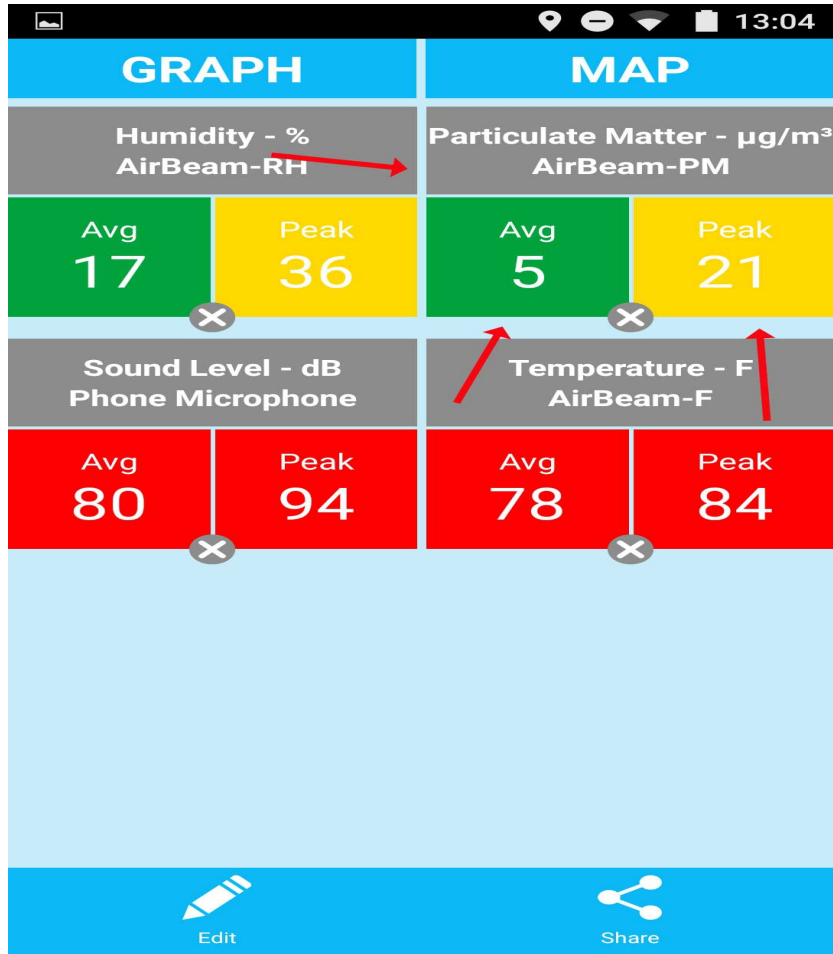 13:04
GRAPH MAP
Humidity - %
AirBeam-RH
Particulate Matter - µg/m³
AirBeam-PM
Avg Peak
17 36
Avg Peak
5 21
Sound Level - dB
Phone Microphone
Temperature - F
AirBeam-F
Avg Peak
80 94
Avg Peak
78 84
Edit Share